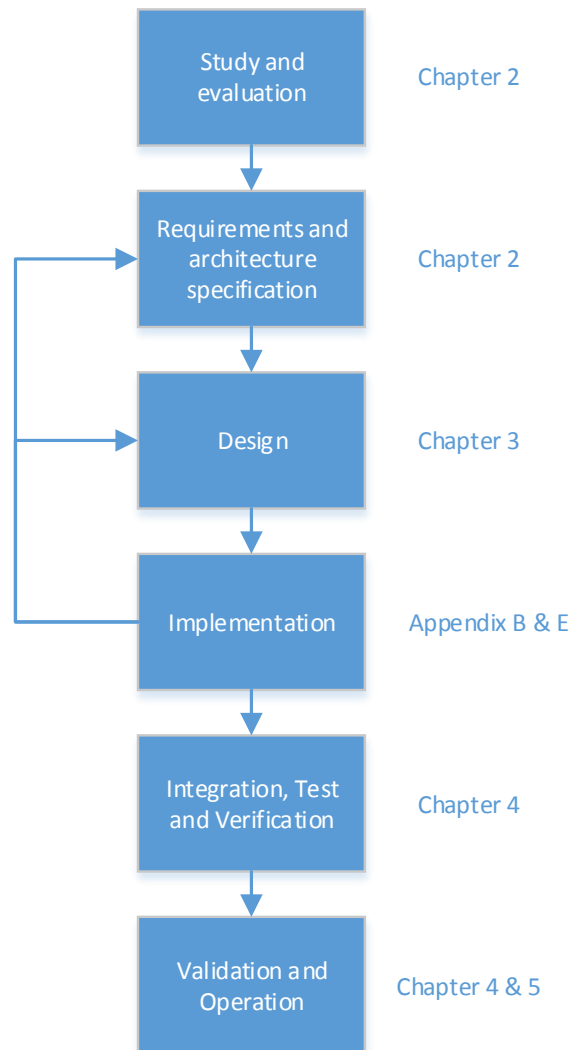 Study and
evaluation
Chapter 2
Requirements and
architecture
specification
Chapter 2
Design
Chapter 3
Implementation
Appendix B & E
Integration, Test
and Verification
Chapter 4
Validation and
Operation
Chapter 4 & 5